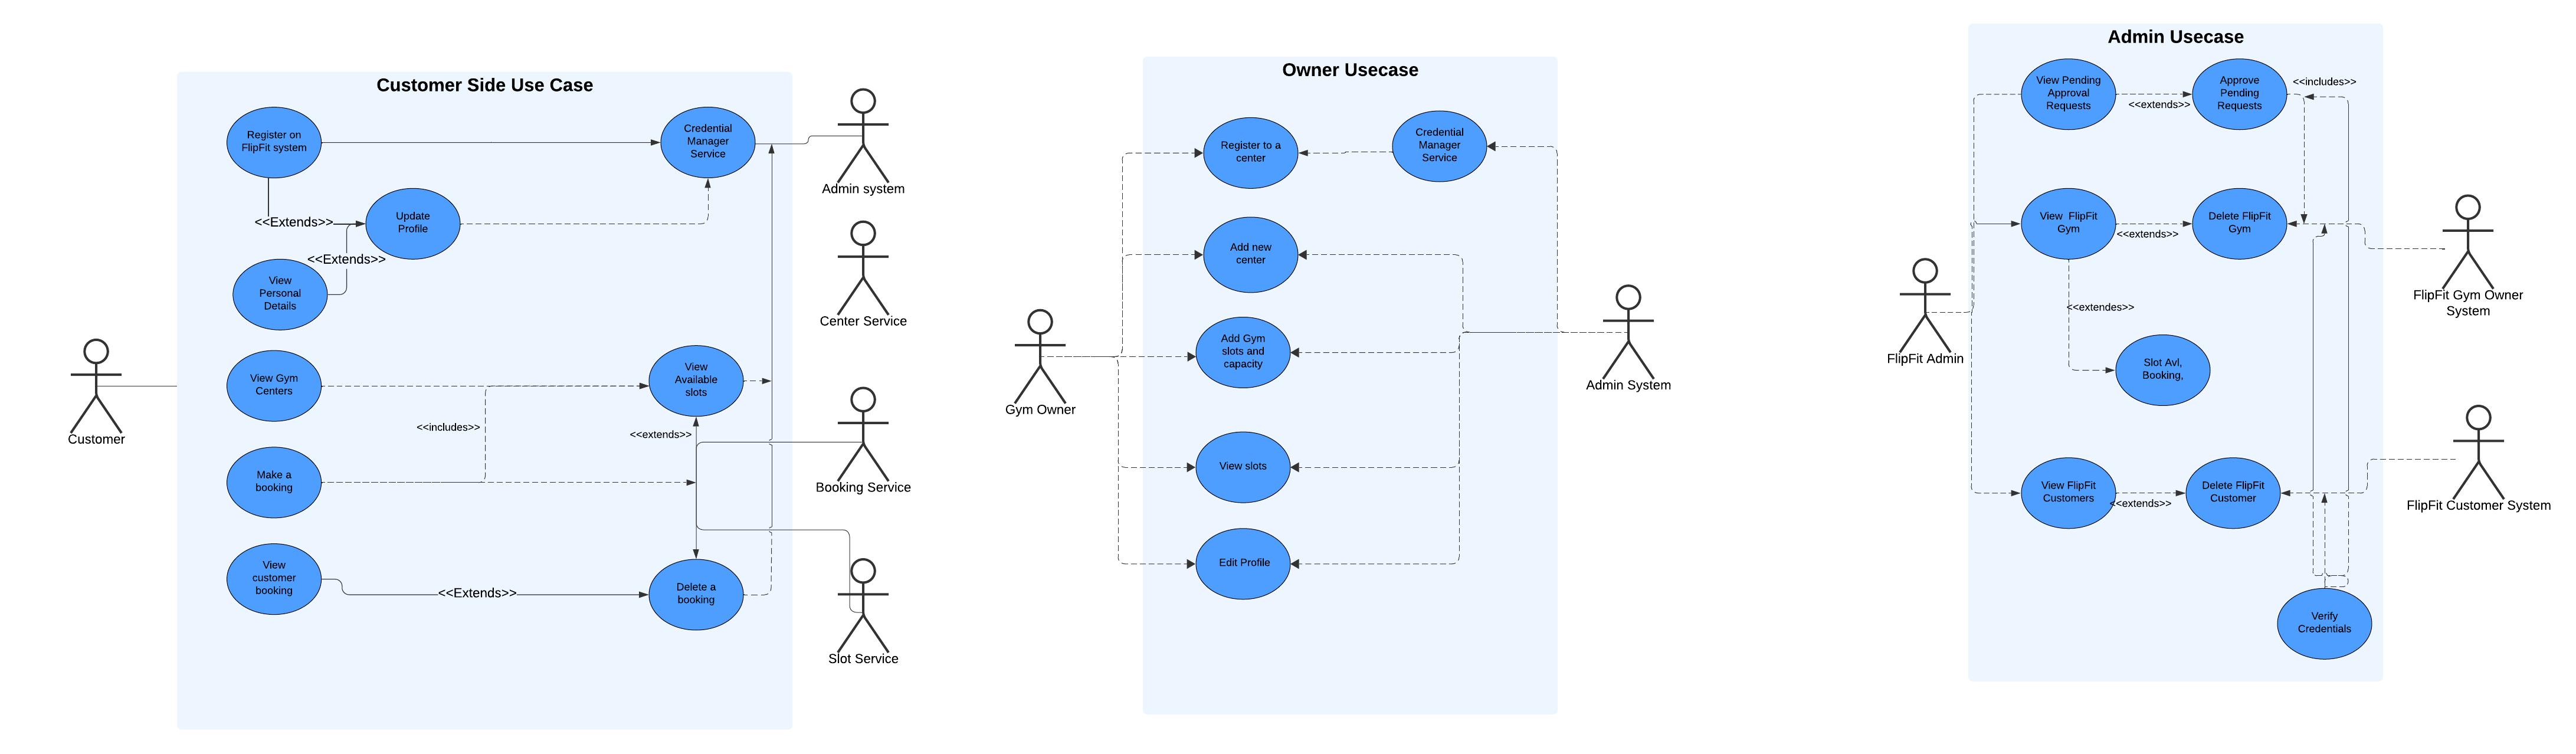 Customer Side Use Case
Register on
FlipFit system
Credential
Manager
Service
<<Extends>>
Update
Profile
<<Extends>>
View
Personal
Details
View Gym
Centers
View
Available
slots
<<includes>>
<<extends>>
Make a
booking
View
customer
booking
<<Extends>>
Delete a
booking
Customer
Admin system
Center Service
Booking Service
Slot Service
Owner Usecase
Register to a
center
Credential
Manager
Service
Add new
center
Add Gym
slots and
capacity
View slots
Edit Profile
Gym Owner
Admin System
Admin Usecase
View Pending
Approval
Requests
<<extends>>
Approve
Pending
Requests
<<includes>>
View  FlipFit
Gym
<<extends>>
Delete FlipFit
Gym
<<extendes>>
Slot Avl,
Booking,
View FlipFit
Customers
<<extends>>
Delete FlipFit
Customer
Verify
Credentials
FlipFit Admin
FlipFit Gym Owner
System
FlipFit Customer System